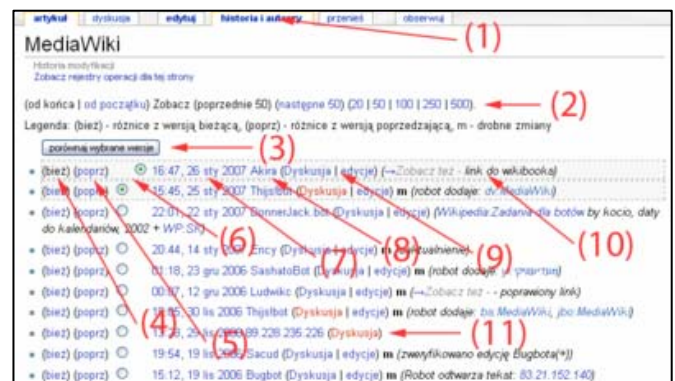 artykuł dyskusja edytuj historia i autorzy przenieś obserwuj
(1)
MediaWiki
Historia modyfikacji
Zobacz rejestry operacji dla tej strony
(od końca | od początku) Zobacz (poprzednie 50) (następne 50) (20 | 50 | 100 | 250 | 500). (2)
Legenda: (bież) - różnice z wersją bieżącą, (poprz) - różnice z wersją poprzedzającą, m - drobne zmiany
porównaj wybrane wersje (3)
(bież) (poprz) 16:47, 26 sty 2007 Akira (Dyskusja | edycje) (→Zobacz też - link do wikibooks)
(bież) (poprz) 15:45, 25 sty 2007 Thijs!bot (Dyskusja | edycje) m (robot dodaje: dv:MediaWiki)
(bież) (poprz) 22:01, 22 sty 2007 BonnerJack.bot (Dyskusja | edycje) (Wikipedia:Zadania dla botów by kocio, daty
do kalendariów, 2002 + WP:SK)
(6) (7) (8) (9) (10)
(bież) (poprz) 20:44, 14 sty Ency (Dyskusja | edycje) m
(bież) (poprz) 01:18, 23 gru 2006 SashatoBot (Dyskusja | edycje) m (robot dodaje:
(bież) (poprz) 00:07, 12 gru 2006 Ludwikc (Dyskusja | edycje) m (→Zobacz też - - poprawiony link)
(4) (5)
(bież) (poprz) 30 lis 2006 Thijs!bot (Dyskusja | edycje) m (robot dodaje: bs:MediaWiki, jbo:MediaWiki)
(bież) (poprz) 29 lis 89.228.235.226 (Dyskusja) (11)
(bież) (poprz) 19:54, 19 lis 2006 Sacud (Dyskusja | edycje) m (zweryfikowano edycję Bugbota(+))
(bież) (poprz) 15:12, 19 lis 2006 Bugbot (Dyskusja | edycje) m (Robot odtwarza tekst: 83.21.152.140)